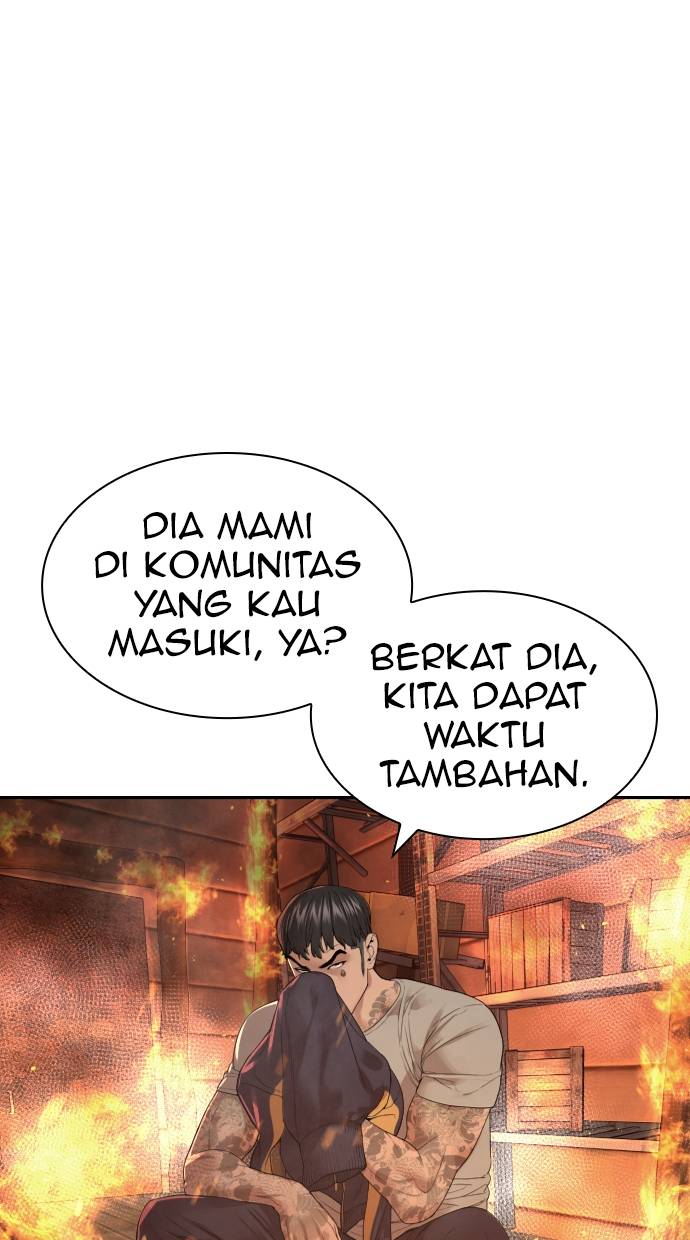 DIA MAMI
DI KOMUNITAS
YANG KAU
MASUKI, YA?
BERKAT DIA,
KITA DAPAT
WAKTU
TAMBAHAN.